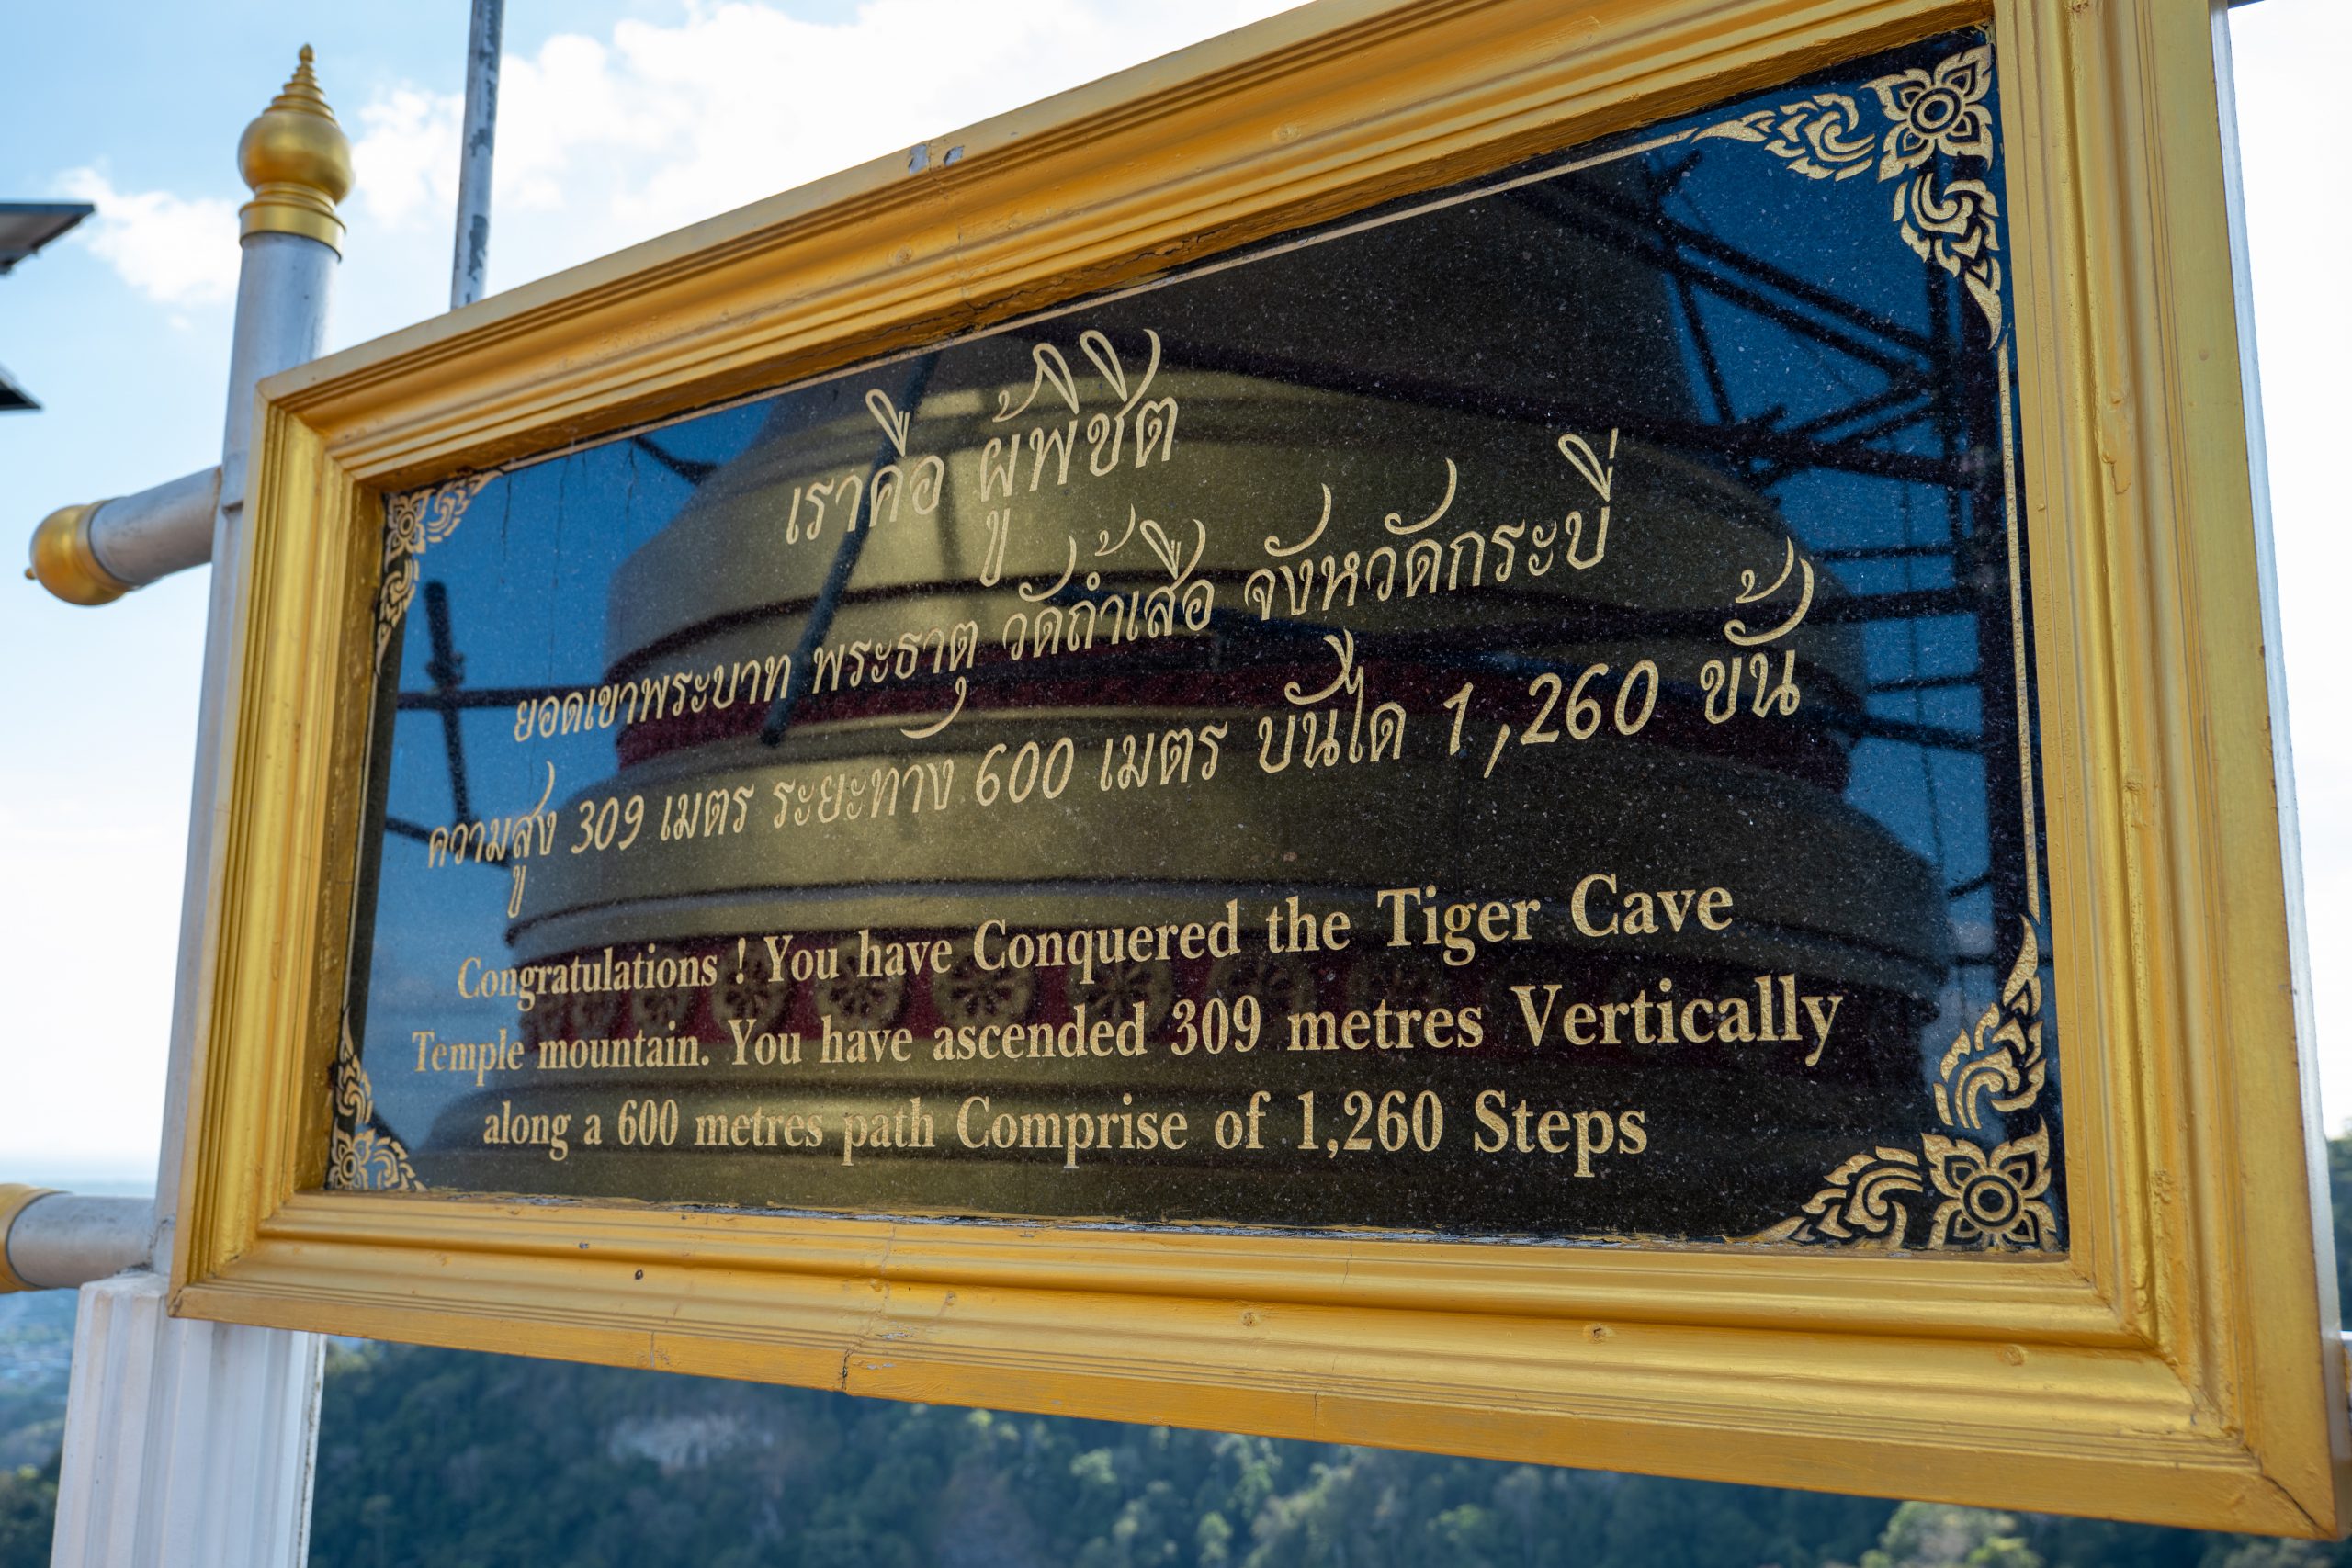 เราคือ ผู้พิชิต
ยอดเขาพระบาท พระธาตุ วัดถ้ำเสือ จังหวัดกระบี่
ความสูง 309 เมตร ระยะทาง 600 เมตร บันได 1,260 ขั้น
Congratulations ! You have Conquered the Tiger Cave
Temple mountain. You have ascended 309 metres Vertically
along a 600 metres path Comprise of 1,260 Steps